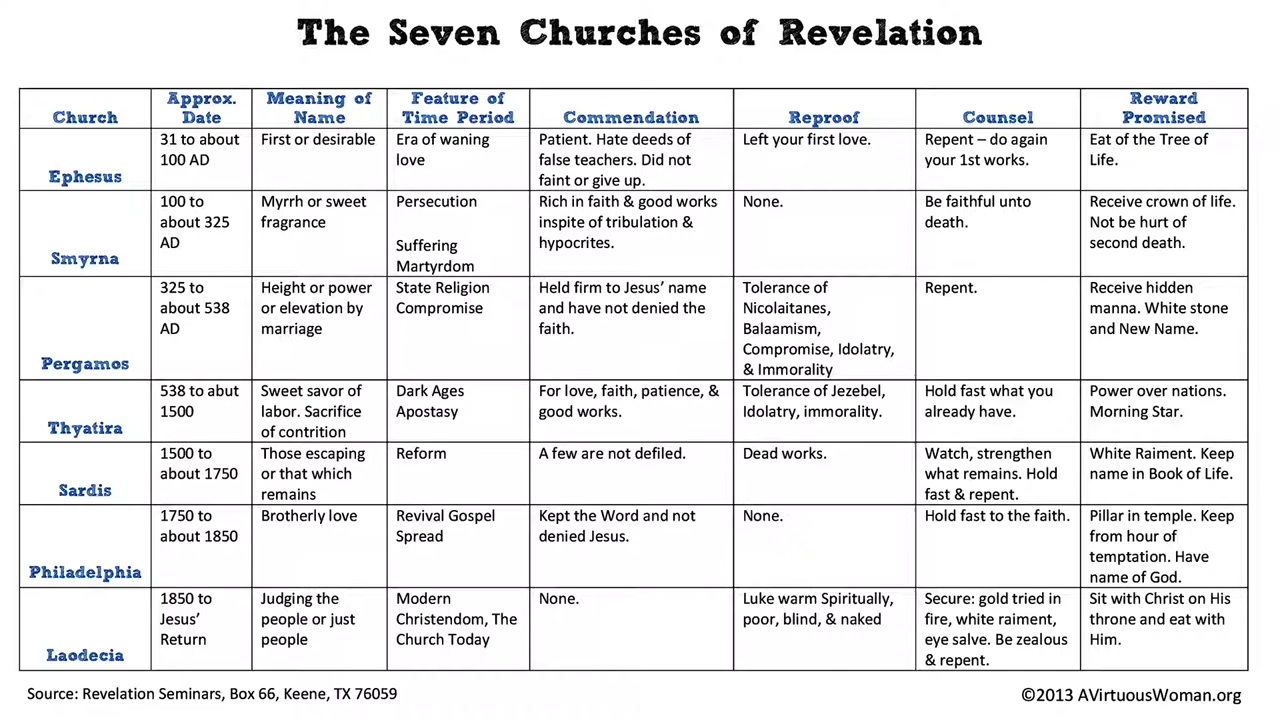 The Seven Churches of Revelation
Church
Approx.
Date
Meaning of
Name
Feature of
Time Period
Commendation
Reproof
Counsel
Reward
Promised
Ephesus
31 to about
100 AD
First or desirable
Era of waning
love
Patient. Hate deeds of
false teachers. Did not
faint or give up.
Left your first love.
Repent – do again
your 1st works.
Eat of the Tree of
Life.
Smyrna
100 to
about 325
AD
Myrrh or sweet
fragrance
Persecution
Suffering
Martyrdom
Rich in faith & good works
inspite of tribulation &
hypocrites.
None.
Be faithful unto
death.
Receive crown of life.
Not be hurt of
second death.
Pergamos
325 to
about 538
AD
Height or power
or elevation by
marriage
State Religion
Compromise
Held firm to Jesus’ name
and have not denied the
faith.
Tolerance of
Nicolaitanes,
Balaamism,
Compromise, Idolatry,
& Immorality
Repent.
Receive hidden
manna. White stone
and New Name.
Thyatira
538 to abut
1500
Sweet savor of
labor. Sacrifice
of contrition
Dark Ages
Apostasy
For love, faith, patience, &
good works.
Tolerance of Jezebel,
Idolatry, immorality.
Hold fast what you
already have.
Power over nations.
Morning Star.
Sardis
1500 to
about 1750
Those escaping
or that which
remains
Reform
A few are not defiled.
Dead works.
Watch, strengthen
what remains. Hold
fast & repent.
White Raiment. Keep
name in Book of Life.
Philadelphia
1750 to
about 1850
Brotherly love
Revival Gospel
Spread
Kept the Word and not
denied Jesus.
None.
Hold fast to the faith.
Pillar in temple. Keep
from hour of
temptation. Have
name of God.
Laodecia
1850 to
Jesus’
Return
Judging the
people or just
people
Modern
Christendom, The
Church Today
None.
Luke warm Spiritually,
poor, blind, & naked
Secure: gold tried in
fire, white raiment,
eye salve. Be zealous
& repent.
Sit with Christ on His
throne and eat with
Him.
Source: Revelation Seminars, Box 66, Keene, TX 76059
©2013 AVirtuousWoman.org